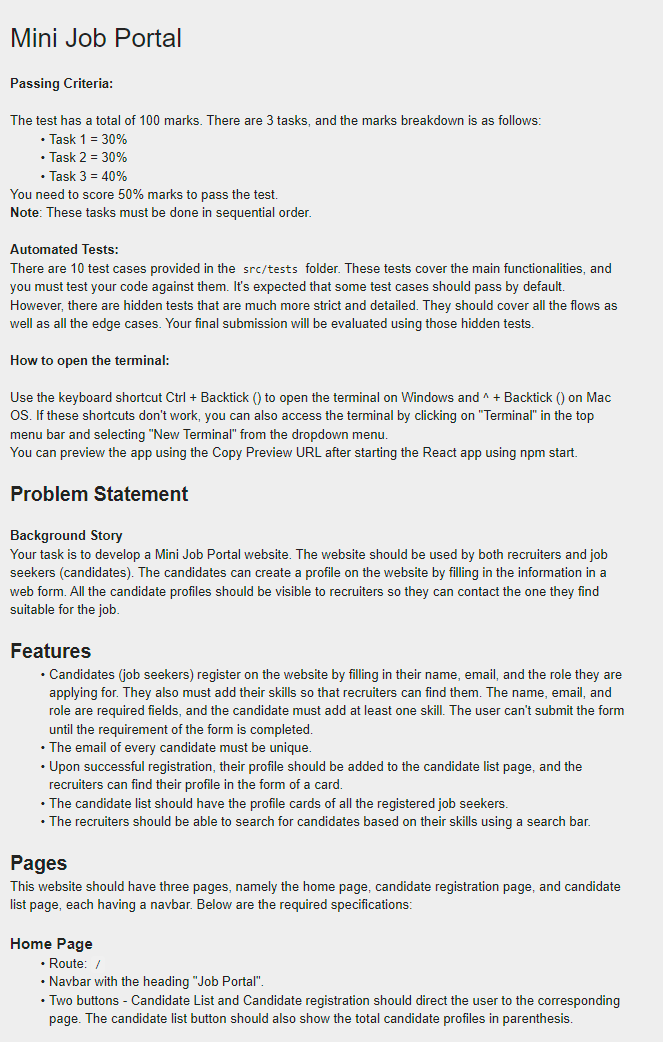 Mini Job Portal
Passing Criteria:
The test has a total of 100 marks. There are 3 tasks, and the marks breakdown is as follows:
• Task 1 = 30%
• Task 2 = 30%
• Task 3 = 40%
You need to score 50% marks to pass the test.
Note: These tasks must be done in sequential order.
Automated Tests:
There are 10 test cases provided in the src/tests folder. These tests cover the main functionalities, and
you must test your code against them. It's expected that some test cases should pass by default.
However, there are hidden tests that are much more strict and detailed. They should cover all the flows as
well as all the edge cases. Your final submission will be evaluated using those hidden tests.
How to open the terminal:
Use the keyboard shortcut Ctrl + Backtick () to open the terminal on Windows and ^ + Backtick () on Mac
OS. If these shortcuts don't work, you can also access the terminal by clicking on "Terminal" in the top
menu bar and selecting "New Terminal" from the dropdown menu.
You can preview the app using the Copy Preview URL after starting the React app using npm start.
Problem Statement
Background Story
Your task is to develop a Mini Job Portal website. The website should be used by both recruiters and job
seekers (candidates). The candidates can create a profile on the website by filling in the information in a
web form. All the candidate profiles should be visible to recruiters so they can contact the one they find
suitable for the job.
Features
• Candidates (job seekers) register on the website by filling in their name, email, and the role they are
applying for. They also must add their skills so that recruiters can find them. The name, email, and
role are required fields, and the candidate must add at least one skill. The user can't submit the form
until the requirement of the form is completed.
• The email of every candidate must be unique.
• Upon successful registration, their profile should be added to the candidate list page, and the
recruiters can find their profile in the form of a card.
• The candidate list should have the profile cards of all the registered job seekers.
• The recruiters should be able to search for candidates based on their skills using a search bar.
Pages
This website should have three pages, namely the home page, candidate registration page, and candidate
list page, each having a navbar. Below are the required specifications:
Home Page
• Route: /
• Navbar with the heading "Job Portal".
• Two buttons - Candidate List and Candidate registration should direct the user to the corresponding
page. The candidate list button should also show the total candidate profiles in parenthesis.